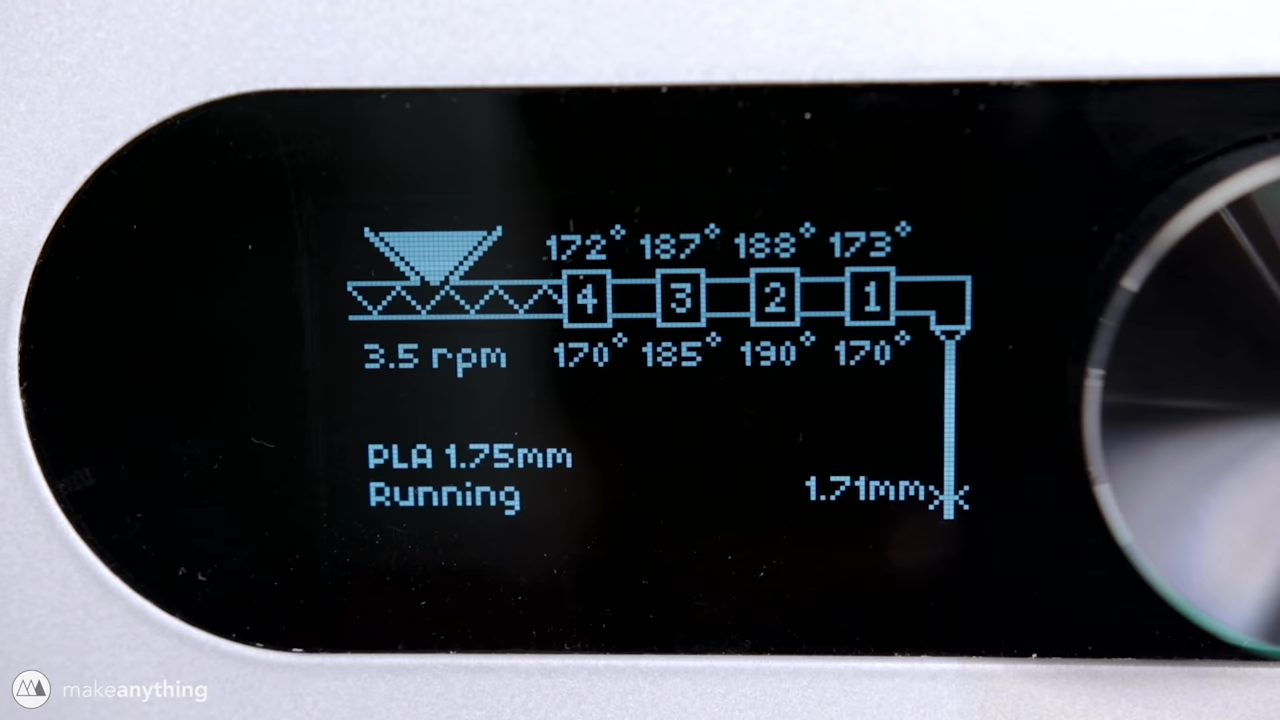 172° 187° 188° 173°
4 3 2 1
3.5 rpm 170° 185° 190° 170°
PLA 1.75mm
Running
1.71mm
makeanything